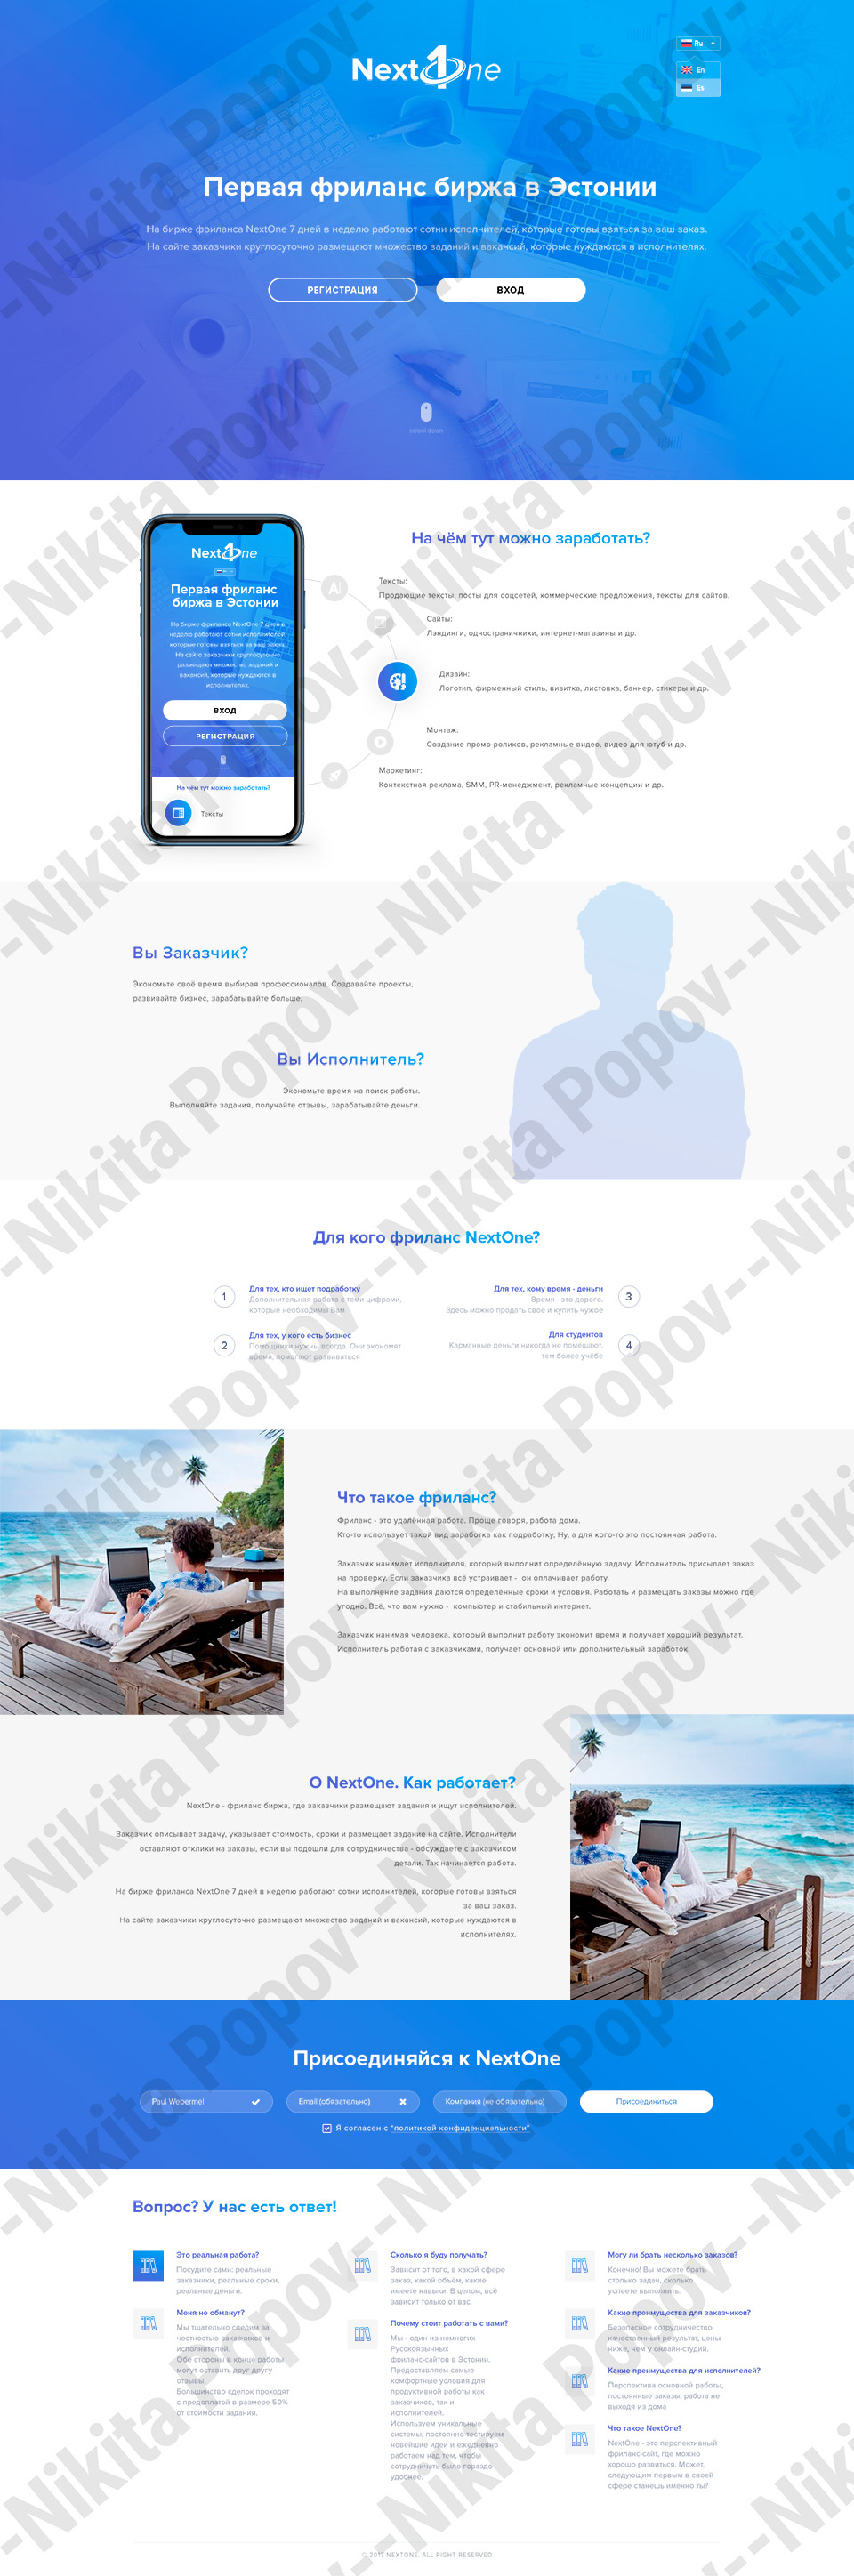 NextOne
Ru
En
Es
Первая фриланс биржа в Эстонии
На бирже фриланса NextOne 7 дней в неделю работают сотни исполнителей, которые готовы взяться за ваш заказ.
На сайте заказчики круглосуточно размещают множество заданий и вакансий, которые нуждаются в исполнителях.
РЕГИСТРАЦИЯ
ВХОД
scrool down
NextOne
Первая фриланс
биржа в Эстонии
На бирже фриланса NextOne 7 дней в
неделю работают сотни исполнителей
которые готовы взяться за ваш заказ.
На сайте заказчики круглосуточно
размещают множество заданий и
вакансий, которые нуждаются в
исполнителях.
ВХОД
РЕГИСТРАЦИЯ
На чём тут можно заработать?
Тексты
На чём тут можно заработать?
Тексты:
Продающие тексты, посты для соцсетей, коммерческие предложения, тексты для сайтов.
Сайты:
Лэндинги, одностраничники, интернет-магазины и др.
Дизайн:
Логотип, фирменный стиль, визитка, листовка, баннер, стикеры и др.
Монтаж:
Создание промо-роликов, рекламные видео, видео для ютуб и др.
Маркетинг:
Контекстная реклама, SMM, PR-менеджмент, рекламные концепции и др.
Вы Заказчик?
Экономьте своё время выбирая профессионалов. Создавайте проекты,
развивайте бизнес, зарабатывайте больше.
Вы Исполнитель?
Экономьте время на поиск работы.
Выполняйте задания, получайте отзывы, зарабатывайте деньги.
Для кого фриланс NextOne?
1
Для тех, кто ищет подработку
Дополнительная работа с теми цифрами,
которые необходимы Вам
2
Для тех, у кого есть бизнес
Помощники нужны всегда. Они экономят
время, помогают развиваться
Для тех, кому время - деньги
Время - это дорого.
Здесь можно продать своё и купить чужое
3
Для студентов
Карманные деньги никогда не помешают,
тем более учёбе
4
Что такое фриланс?
Фриланс - это удалённая работа. Проще говоря, работа дома.
Кто-то использует такой вид заработка как подработку, Ну, а для кого-то это постоянная работа.
Заказчик нанимает исполнителя, который выполнит определённую задачу. Исполнитель присылает заказ
на проверку. Если заказчика всё устраивает - он оплачивает работу.
На выполнение задания даются определённые сроки и условия. Работать и размещать заказы можно где
угодно. Всё, что вам нужно - компьютер и стабильный интернет.
Заказчик нанимая человека, который выполнит работу экономит время и получает хороший результат.
Исполнитель работая с заказчиками, получает основной или дополнительный заработок.
О NextOne. Как работает?
NextOne - фриланс биржа, где заказчики размещают задания и ищут исполнителей.
Заказчик описывает задачу, указывает стоимость, сроки и размещает задание на сайте. Исполнители
оставляют отклики на заказы, если вы подошли для сотрудничества - обсуждаете с заказчиком
детали. Так начинается работа.
На бирже фриланса NextOne 7 дней в неделю работают сотни исполнителей, которые готовы взяться
за ваш заказ.
На сайте заказчики круглосуточно размещают множество заданий и вакансий, которые нуждаются в
исполнителях.
Присоединяйся к NextOne
Paul Webermel
Email (обязательно)
Компания (не обязательно)
Присоединиться
Я согласен с "политикой конфиденциальности"
Вопрос? У нас есть ответ!
Это реальная работа?
Посудите сами: реальные
заказчики, реальные сроки,
реальные деньги.
Меня не обманут?
Мы тщательно следим за
честностью заказчиков и
исполнителей.
Обе стороны в конце работы
могут оставить друг другу
отзывы.
Большинство сделок проходят
с предоплатой в размере 50%
от стоимости задания.
Сколько я буду получать?
Зависит от того, в какой сфере
заказ, какой объём, какие
имеете навыки. В целом, всё
зависит только от вас.
Почему стоит работать с вами?
Мы - один из немногих
Русскоязычных
фриланс-сайтов в Эстонии.
Предоставляем самые
комфортные условия для
продуктивной работы как
заказчиков, так и
исполнителей.
Используем уникальные
системы, постоянно тестируем
новейшие идеи и ежедневно
работаем над тем, чтобы
сотрудничать было гораздо
удобнее.
Могу ли брать несколько заказов?
Конечно! Вы можете брать
столько задач, сколько
успеете выполнять.
Какие преимущества для заказчиков?
Безопасное сотрудничество,
качественный результат, цены
ниже, чем у онлайн-студий.
Какие преимущества для исполнителей?
Перспектива основной работы,
постоянные заказы, работа не
выходя из дома
Что такое NextOne?
NextOne - это перспективный
фриланс-сайт, где можно
хорошо развиться. Может,
следующим первым в своей
сфере станешь именно ты?
© 2017 NEXTONE. ALL RIGHT RESERVED
--Nikita Popov--